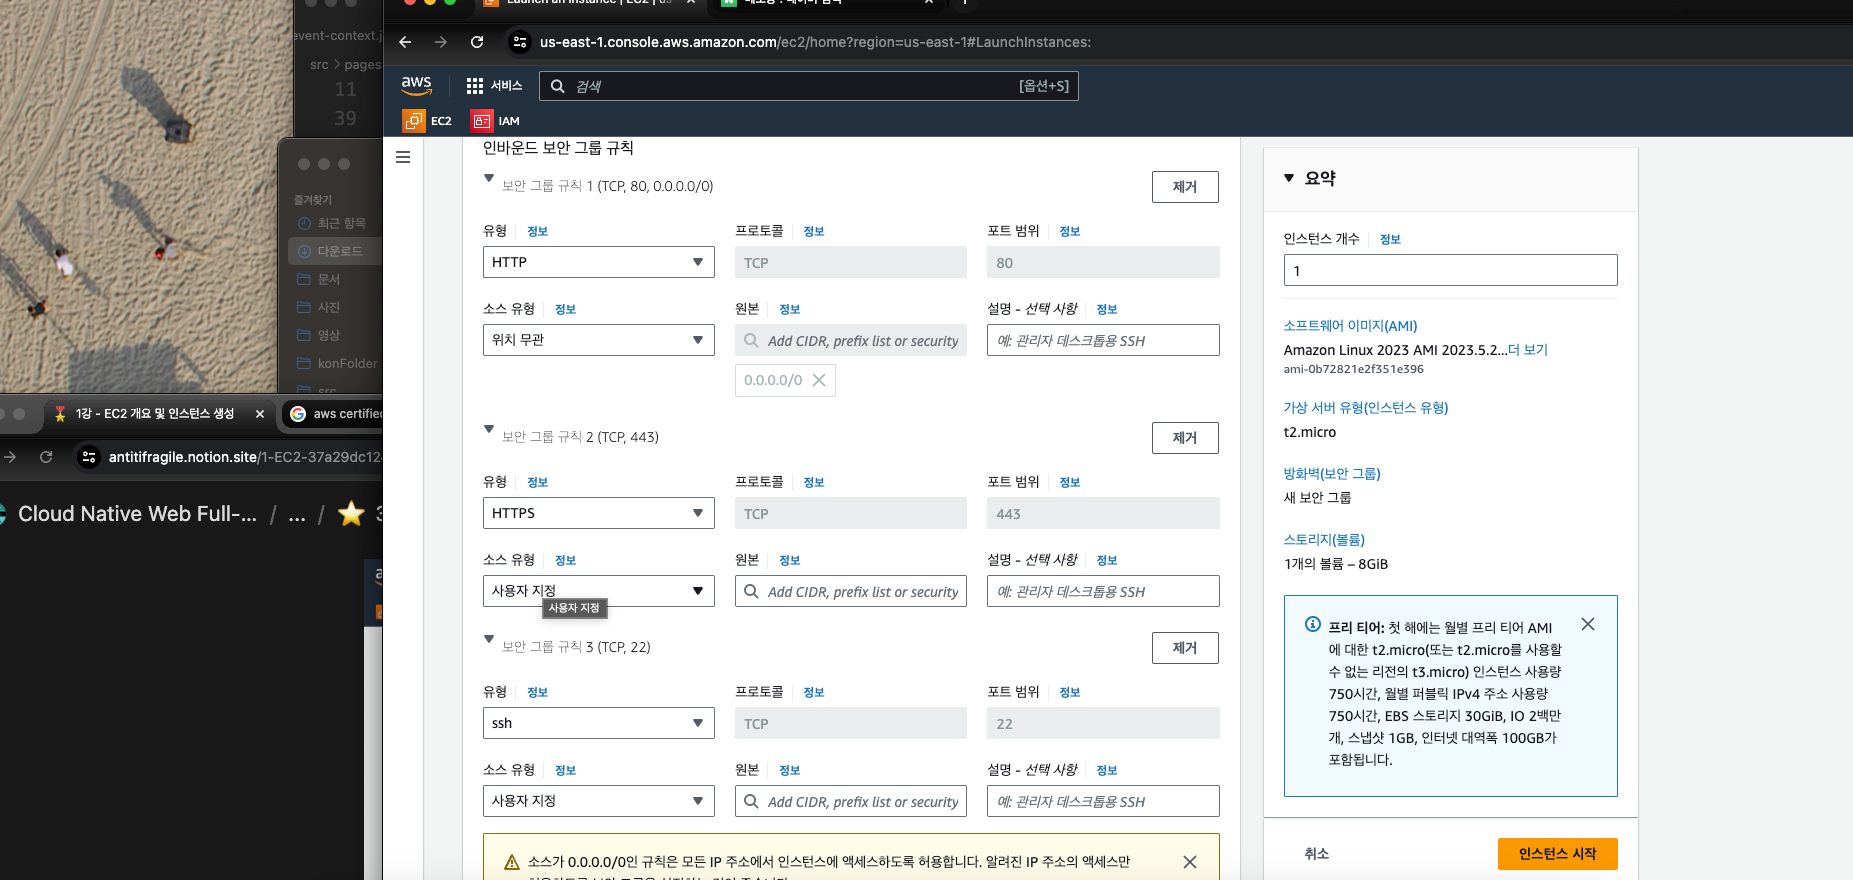 event-context.j
src > pages
11
39
즐겨찾기
최근 항목
다운로드
문서
사진
영상
konFolder
src
1강 - EC2 개요 및 인스턴스 생성
aws certified
antitifragile.notion.site/1-EC2-37a29dc12
Cloud Native Web Full-... / ... / ⭐ 3
us-east-1.console.aws.amazon.com/ec2/home?region=us-east-1#LaunchInstances:
aws
서비스
검색
[옵션+S]
EC2
IAM
인바운드 보안 그룹 규칙
보안 그룹 규칙 1 (TCP, 80, 0.0.0.0/0)
제거
유형 정보
프로토콜 정보
포트 범위 정보
HTTP
TCP
80
소스 유형 정보
원본 정보
설명 - 선택 사항 정보
위치 무관
Add CIDR, prefix list or security
예: 관리자 데스크톱용 SSH
0.0.0.0/0
보안 그룹 규칙 2 (TCP, 443)
제거
유형 정보
프로토콜 정보
포트 범위 정보
HTTPS
TCP
443
소스 유형 정보
원본 정보
설명 - 선택 사항 정보
사용자 지정
Add CIDR, prefix list or security
예: 관리자 데스크톱용 SSH
사용자 지정
보안 그룹 규칙 3 (TCP, 22)
제거
유형 정보
프로토콜 정보
포트 범위 정보
ssh
TCP
22
소스 유형 정보
원본 정보
설명 - 선택 사항 정보
사용자 지정
Add CIDR, prefix list or security
예: 관리자 데스크톱용 SSH
소스가 0.0.0.0/0인 규칙은 모든 IP 주소에서 인스턴스에 액세스하도록 허용합니다. 알려진 IP 주소의 액세스만
요약
인스턴스 개수 정보
1
소프트웨어 이미지(AMI)
Amazon Linux 2023 AMI 2023.5.2...더 보기
ami-0b72821e2f351e396
가상 서버 유형(인스턴스 유형)
t2.micro
방화벽(보안 그룹)
새 보안 그룹
스토리지(볼륨)
1개의 볼륨 – 8GiB
프리 티어: 첫 해에는 월별 프리 티어 AMI
에 대한 t2.micro(또는 t2.micro를 사용할
수 없는 리전의 t3.micro) 인스턴스 사용량
750시간, 월별 퍼블릭 IPv4 주소 사용량
750시간, EBS 스토리지 30GiB, IO 2백만
개, 스냅샷 1GB, 인터넷 대역폭 100GB가
포함됩니다.
취소
인스턴스 시작